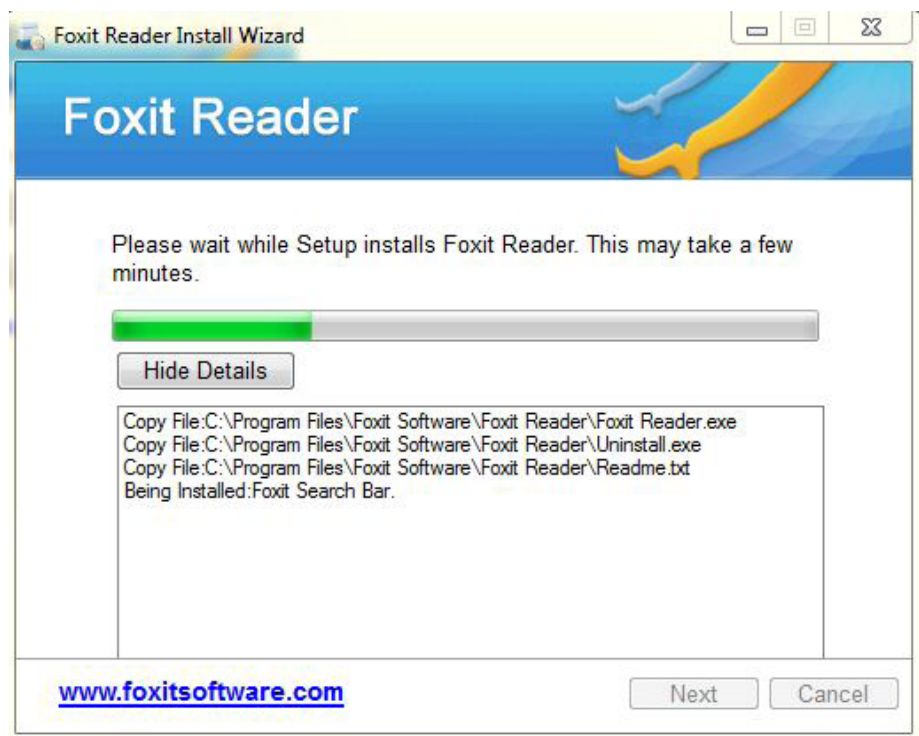 Foxit Reader Install Wizard
Foxit Reader
Please wait while Setup installs Foxit Reader. This may take a few
minutes.
Hide Details
Copy File:C:\Program Files\Foxit Software\Foxit Reader\Foxit Reader.exe
Copy File:C:\Program Files\Foxit Software\Foxit Reader\Uninstall.exe
Copy File:C:\Program Files\Foxit Software\Foxit Reader\Readme.txt
Being Installed:Foxit Search Bar.
www.foxitsoftware.com
Next
Cancel